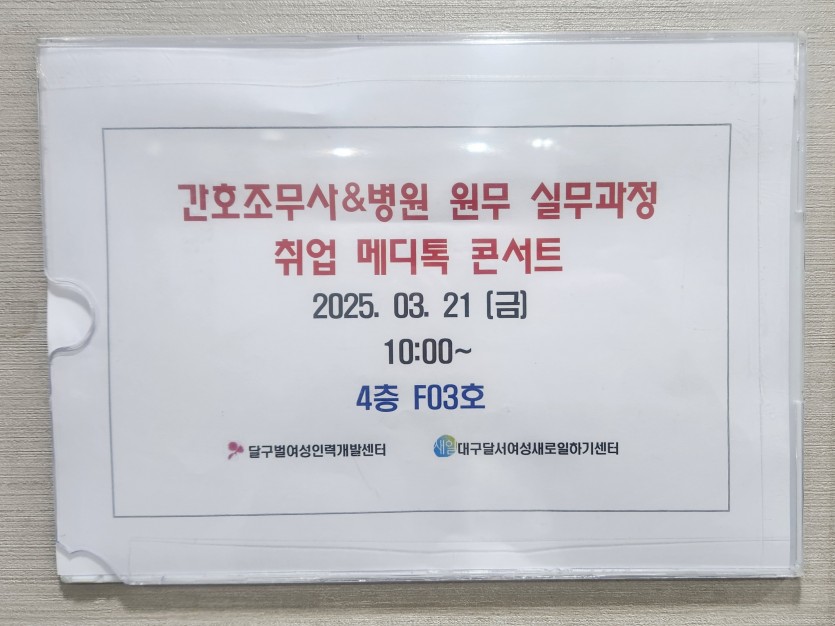 간호조무사&병원 원무 실무과정
취업 메디톡 콘서트
2025. 03. 21 (금)
10:00~
4층 F03호
달구벌여성인력개발센터 새일 대구달서여성새로일하기센터